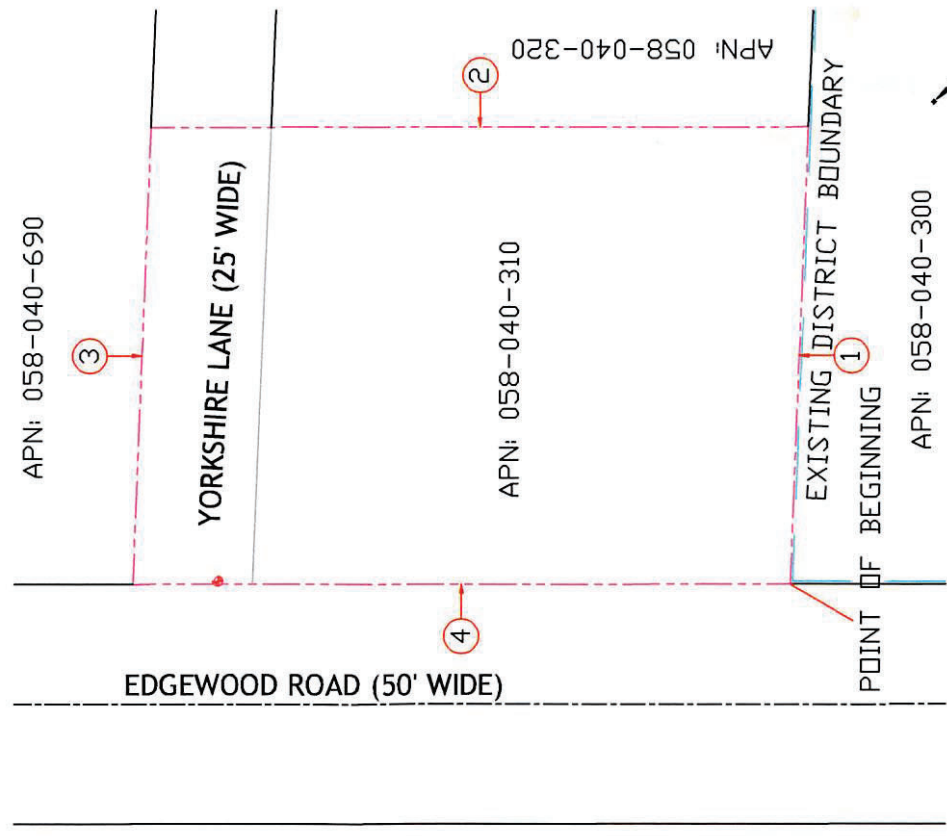 APN: 058-040-690
3
YORKSHIRE LANE (25' WIDE)
2
APN: 058-040-320
APN: 058-040-310
EXISTING DISTRICT BOUNDARY
1
APN: 058-040-300
POINT OF BEGINNING
4
EDGEWOOD ROAD (50' WIDE)